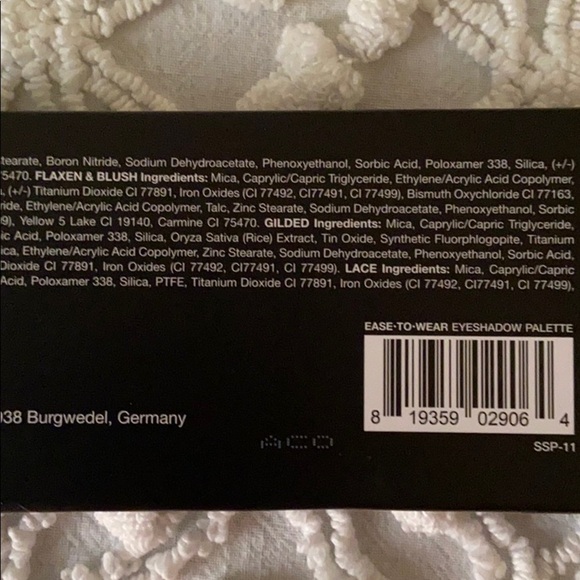 tearate, Boron Nitride, Sodium Dehydroacetate, Phenoxyethanol, Sorbic Acid, Poloxamer 338, Silica, (+/-)
75470. FLAXEN & BLUSH Ingredients: Mica, Caprylic/Capric Triglyceride, Ethylene/Acrylic Acid Copolymer,
(+/-) Titanium Dioxide CI 77891, Iron Oxides (CI 77492, CI77491, CI 77499), Bismuth Oxychloride CI 77163,
ride, Ethylene/Acrylic Acid Copolymer, Talc, Zinc Stearate, Sodium Dehydroacetate, Phenoxyethanol, Sorbic
9), Yellow 5 Lake CI 19140, Carmine CI 75470. GILDED Ingredients: Mica, Caprylic/Capric Triglyceride,
ic Acid, Poloxamer 338, Silica, Oryza Sativa (Rice) Extract, Tin Oxide, Synthetic Fluorphlogopite, Titanium
ica, Ethylene/Acrylic Acid Copolymer, Zinc Stearate, Sodium Dehydroacetate, Phenoxyethanol, Sorbic Acid,
Dioxide CI 77891, Iron Oxides (CI 77492, CI77491, CI 77499). LACE Ingredients: Mica, Caprylic/Capric
Acid, Poloxamer 338, Silica, PTFE, Titanium Dioxide CI 77891, Iron Oxides (CI 77492, CI77491, CI 77499),
EASE-TO-WEAR EYESHADOW PALETTE
8 19359 02906 4
SSP-11
938 Burgwedel, Germany